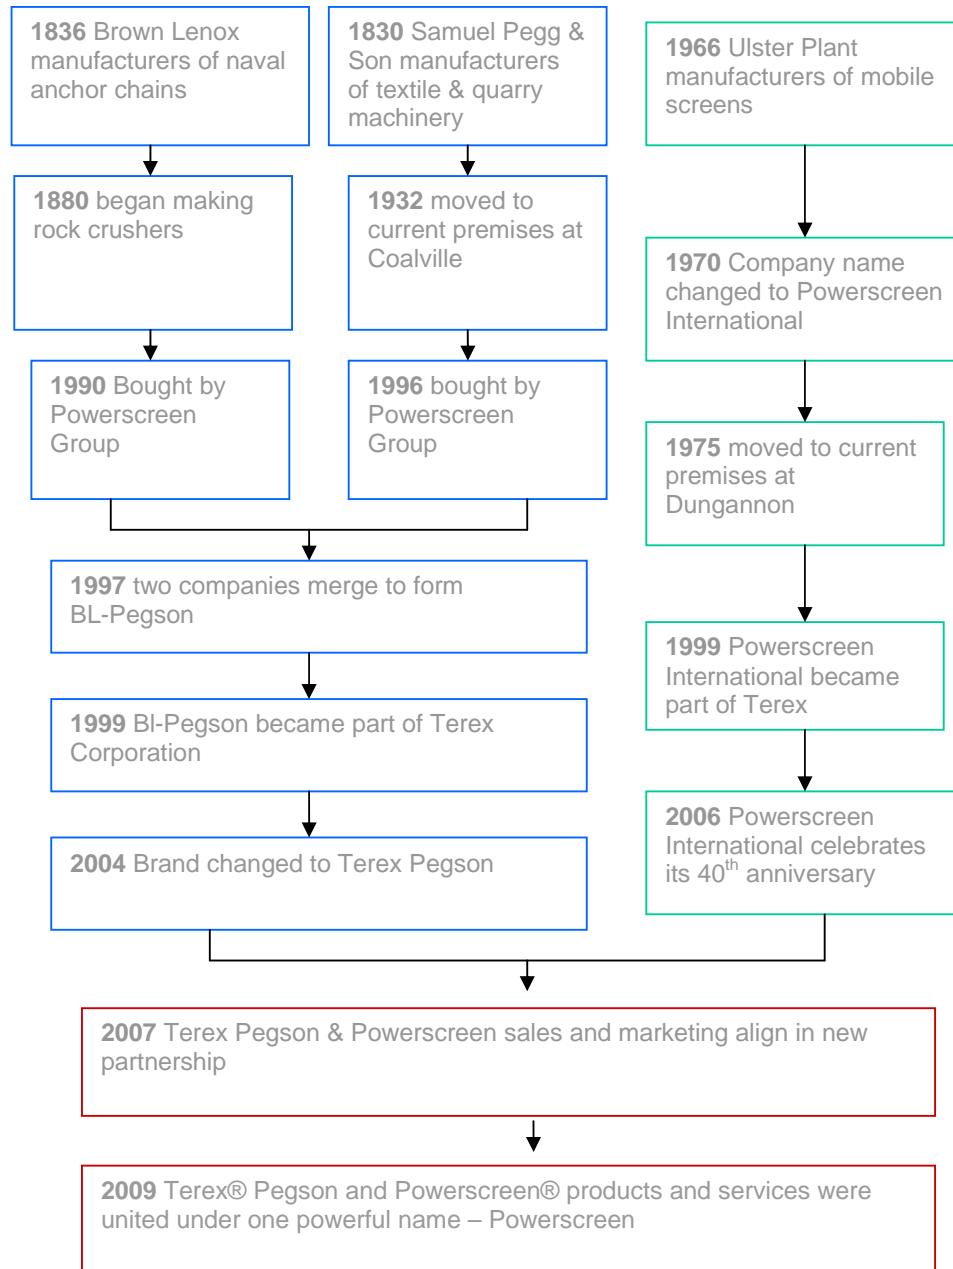 1836 Brown Lenox
manufacturers of naval
anchor chains
1830 Samuel Pegg &
Son manufacturers
of textile & quarry
machinery
1966 Ulster Plant
manufacturers of mobile
screens
1880 began making
rock crushers
1932 moved to
current premises at
Coalville
1970 Company name
changed to Powerscreen
International
1990 Bought by
Powerscreen
Group
1996 bought by
Powerscreen
Group
1975 moved to current
premises at
Dungannon
1997 two companies merge to form
BL-Pegson
1999 Powerscreen
International became
part of Terex
1999 Bl-Pegson became part of Terex
Corporation
2006 Powerscreen
International celebrates
its 40th anniversary
2004 Brand changed to Terex Pegson
2007 Terex Pegson & Powerscreen sales and marketing align in new
partnership
2009 Terex® Pegson and Powerscreen® products and services were
united under one powerful name – Powerscreen